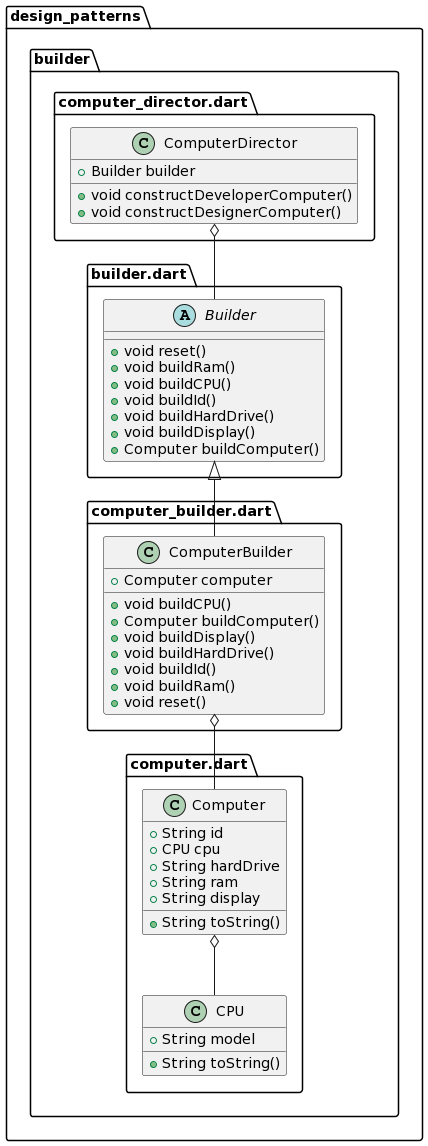 design_patterns
builder
computer_director.dart
C ComputerDirector
Builder builder
void constructDeveloperComputer()
void constructDesignerComputer()
builder.dart
A Builder
void reset()
void buildRam()
void buildCPU()
void buildId()
void buildHardDrive()
void buildDisplay()
Computer buildComputer()
computer_builder.dart
C ComputerBuilder
Computer computer
void buildCPU()
Computer buildComputer()
void buildDisplay()
void buildHardDrive()
void buildId()
void buildRam()
void reset()
computer.dart
C Computer
String id
CPU cpu
String hardDrive
String ram
String display
String toString()
C CPU
String model
String toString()